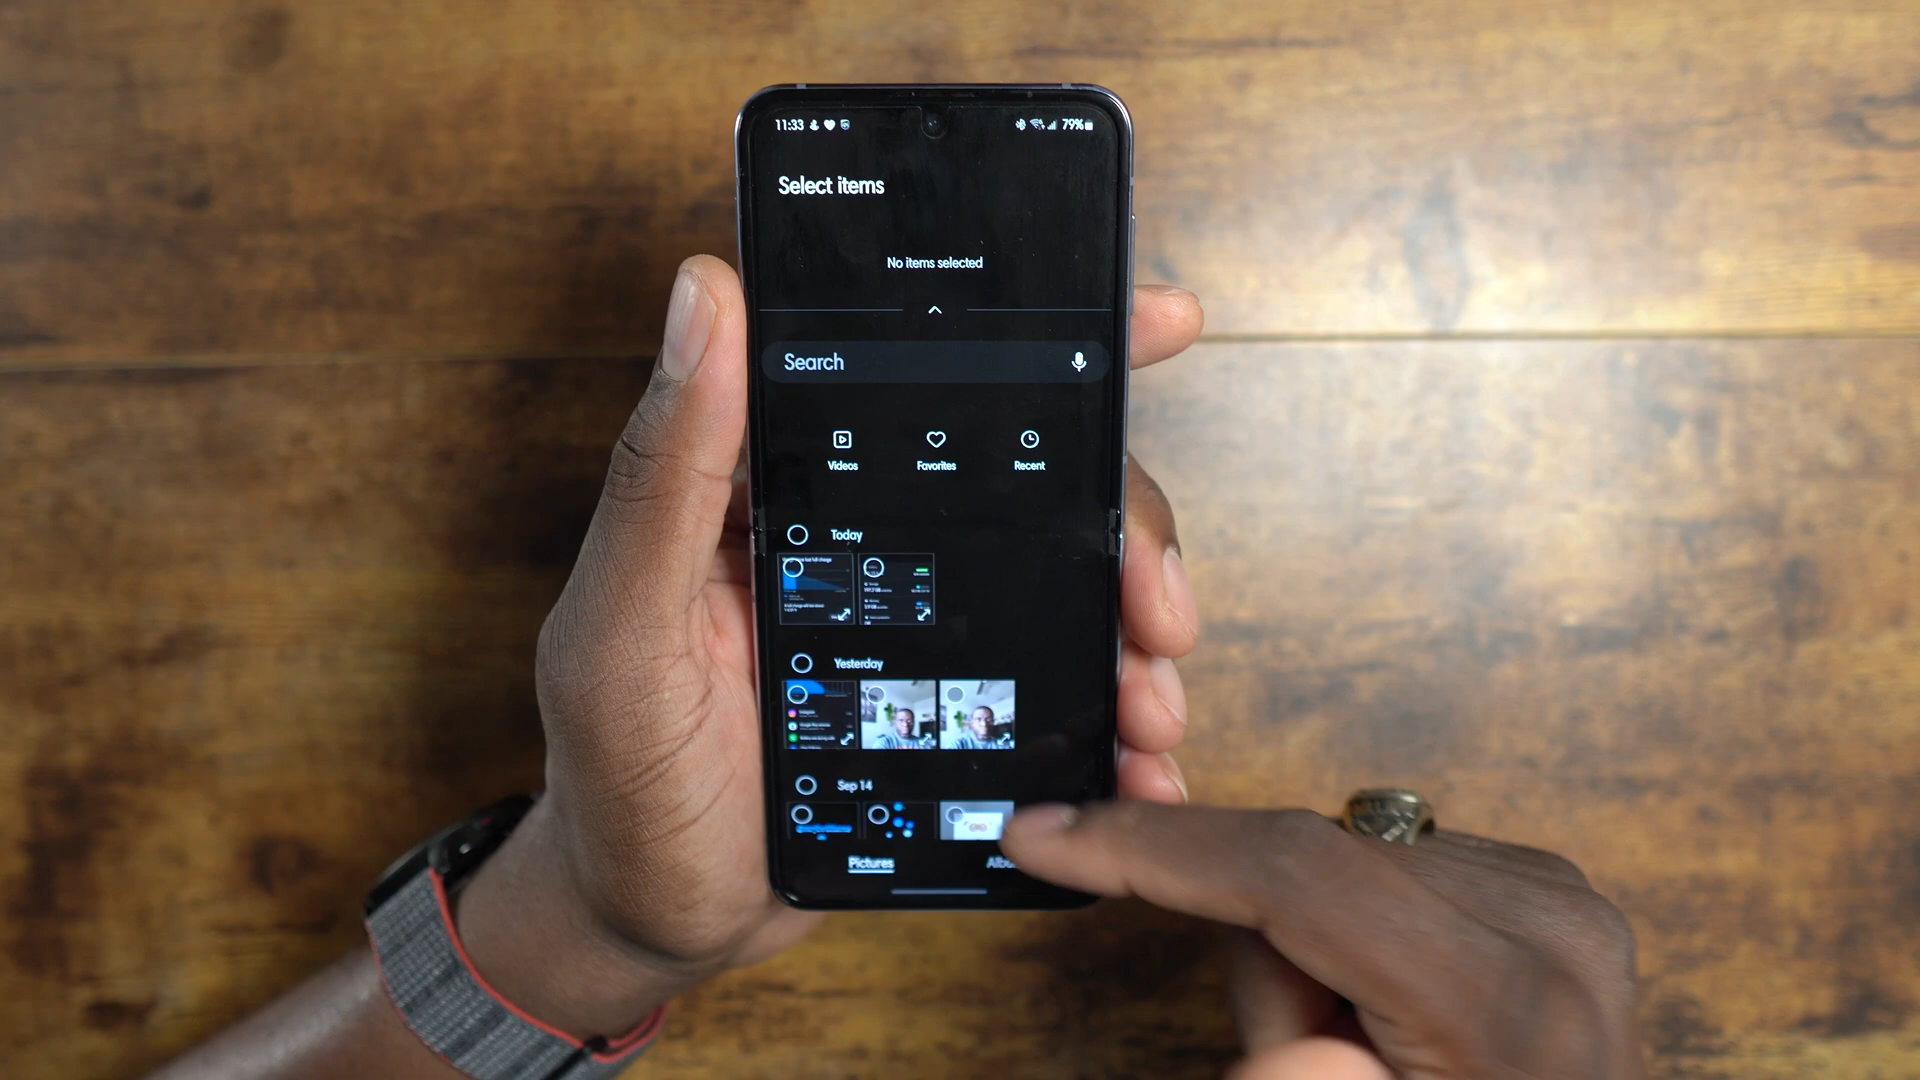 11:33 79%
Select items
No items selected
Search
Videos Favorites Recent
Today
Yesterday
Sep 14
Pictures